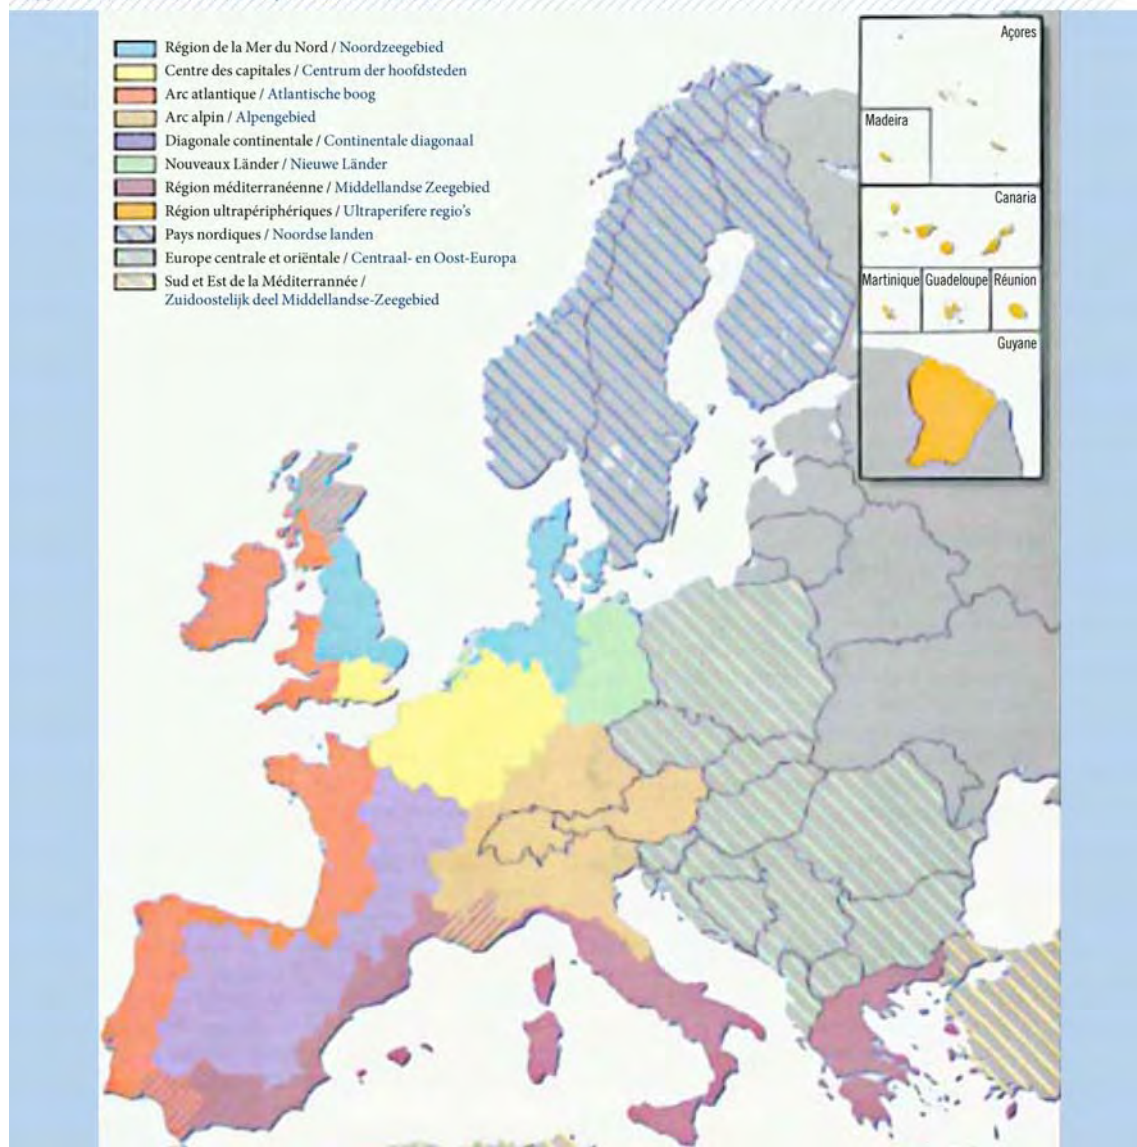 Région de la Mer du Nord / Noordzeegebied
Centre des capitales / Centrum der hoofdsteden
Arc atlantique / Atlantische boog
Arc alpin / Alpengebied
Diagonale continentale / Continentale diagonaal
Nouveaux Länder / Nieuwe Länder
Région méditerranéenne / Middellandse Zeegebied
Région ultrapériphériques / Ultraperifere regio's
Pays nordiques / Noordse landen
Europe centrale et oriëntale / Centraal- en Oost-Europa
Sud et Est de la Méditerrannée /
Zuidoostelijk deel Middellandse-Zeegebied
Açores
Madeira
Canaria
Martinique
Guadeloupe
Réunion
Guyane